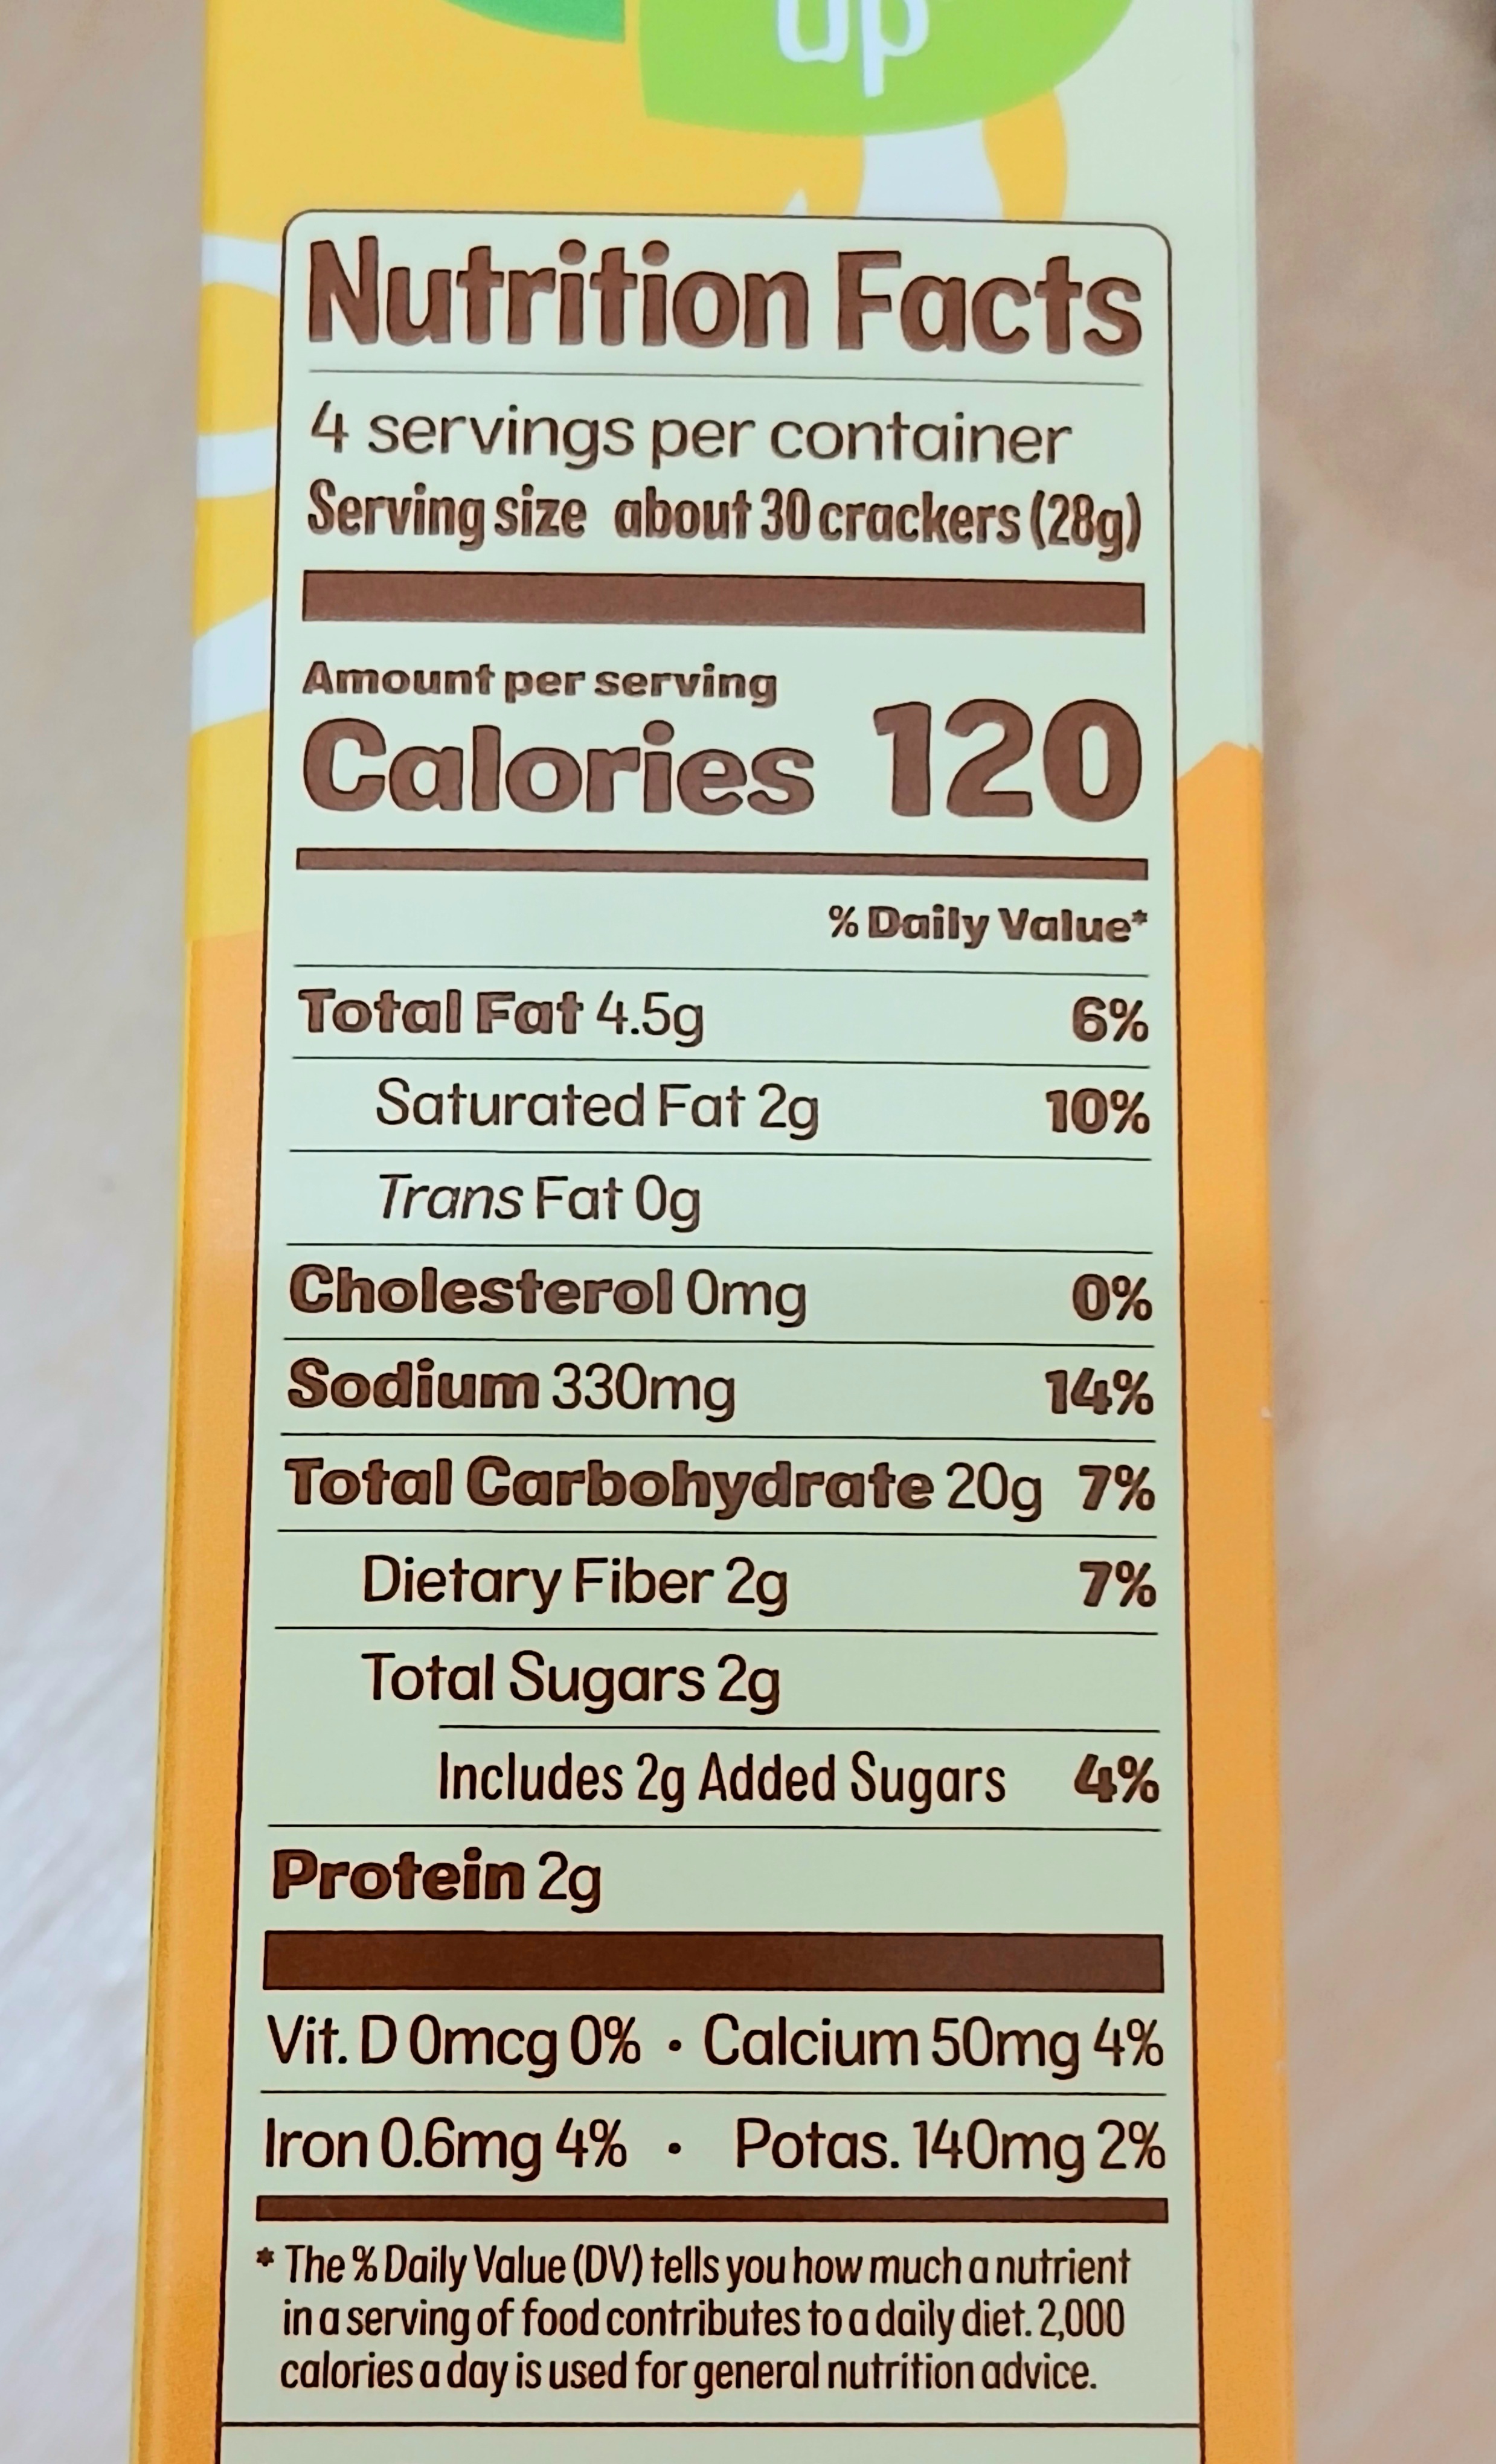 up
Nutrition Facts
4 servings per container
Serving size about 30 crackers (28g)
Amount per serving
Calories 120
% Daily Value*
Total Fat 4.5g 6%
Saturated Fat 2g 10%
Trans Fat 0g
Cholesterol 0mg 0%
Sodium 330mg 14%
Total Carbohydrate 20g 7%
Dietary Fiber 2g 7%
Total Sugars 2g
Includes 2g Added Sugars 4%
Protein 2g
Vit. D 0mcg 0% • Calcium 50mg 4%
Iron 0.6mg 4% • Potas. 140mg 2%
* The % Daily Value (DV) tells you how much a nutrient
in a serving of food contributes to a daily diet. 2,000
calories a day is used for general nutrition advice.